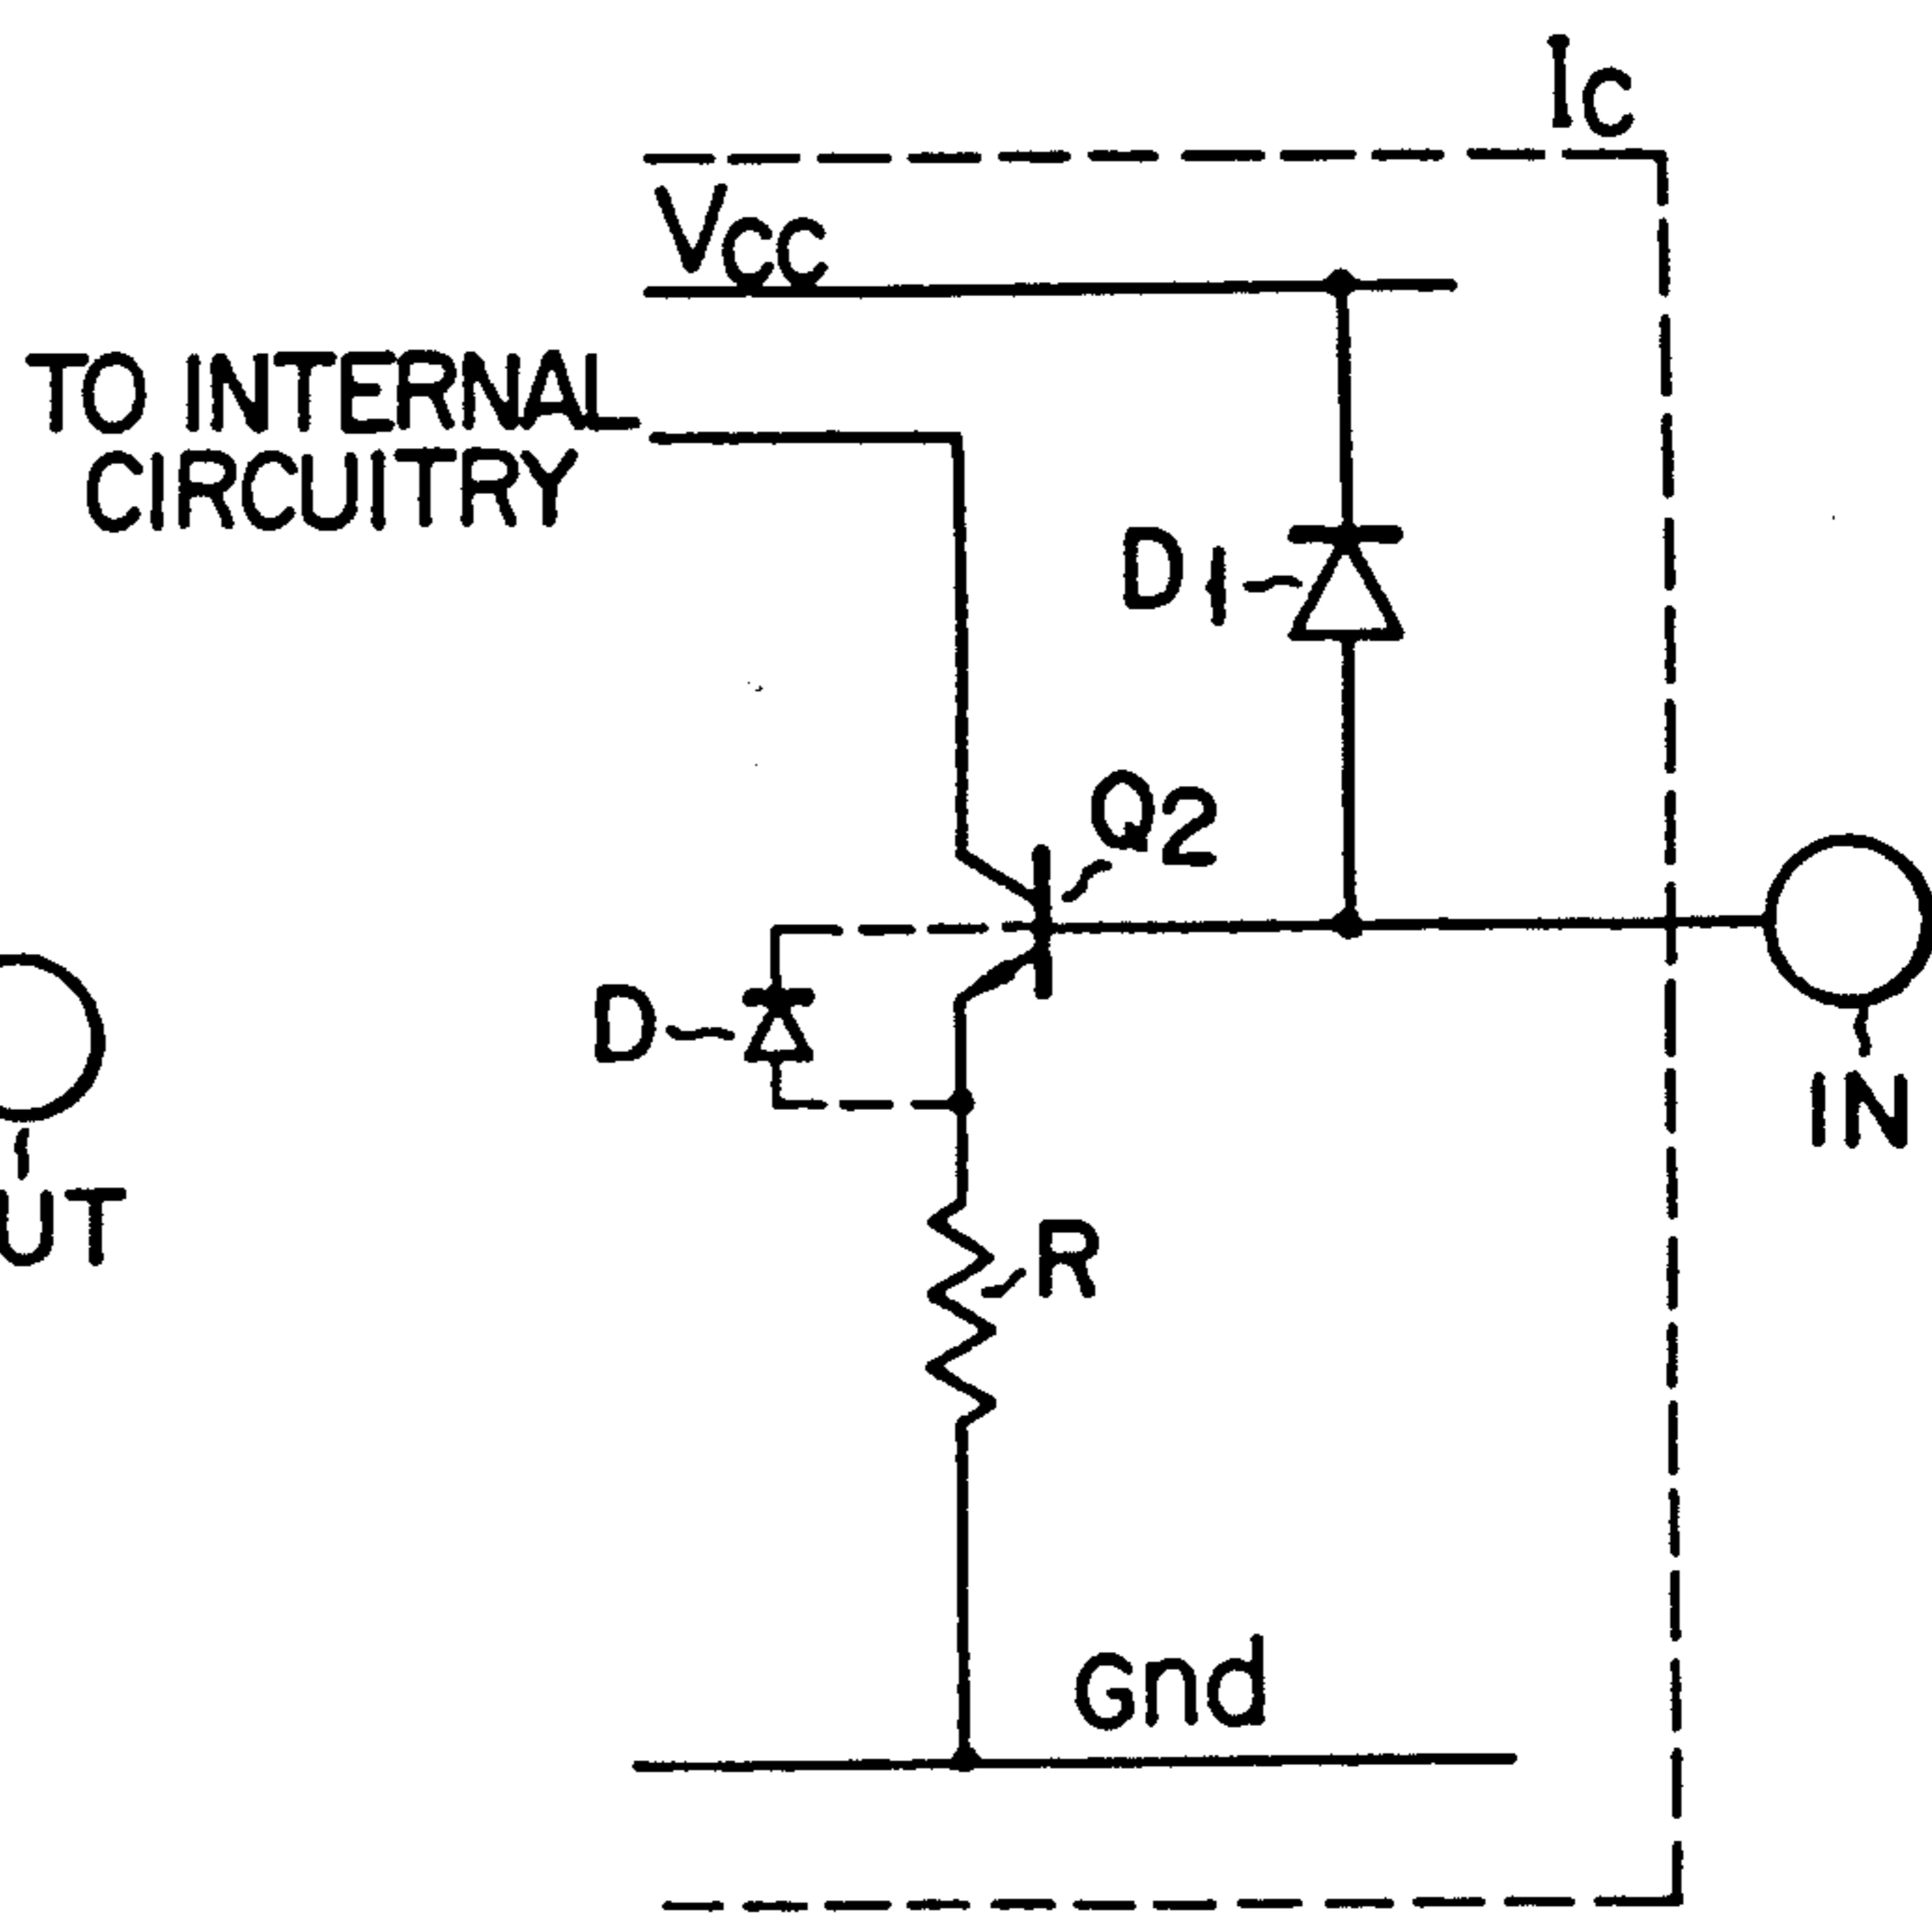 IC
VCC
TO INTERNAL
CIRCUITRY
D1
Q2
D
IN
UT
R
Gnd